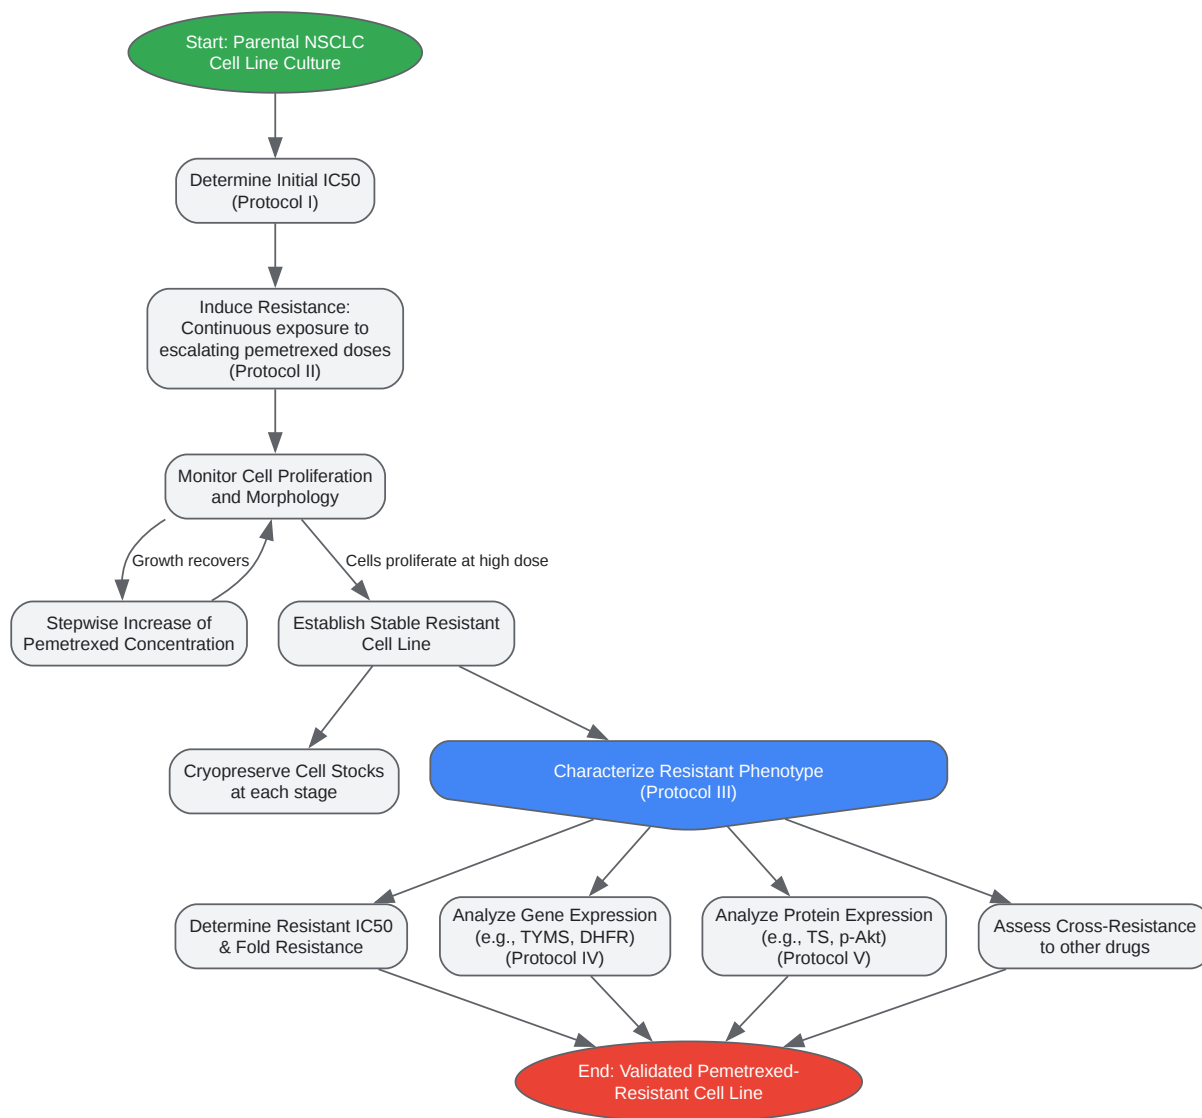 Start: Parental NSCLC
Cell Line Culture
Determine Initial IC50
(Protocol I)
Induce Resistance:
Continuous exposure to
escalating pemetrexed doses
(Protocol II)
Monitor Cell Proliferation
and Morphology
Growth recovers
Cells proliferate at high dose
Stepwise Increase of
Pemetrexed Concentration
Establish Stable Resistant
Cell Line
Cryopreserve Cell Stocks
at each stage
Characterize Resistant Phenotype
(Protocol III)
Determine Resistant IC50
& Fold Resistance
Analyze Gene Expression
(e.g., TYMS, DHFR)
(Protocol IV)
Analyze Protein Expression
(e.g., TS, p-Akt)
(Protocol V)
Assess Cross-Resistance
to other drugs
End: Validated Pemetrexed-
Resistant Cell Line